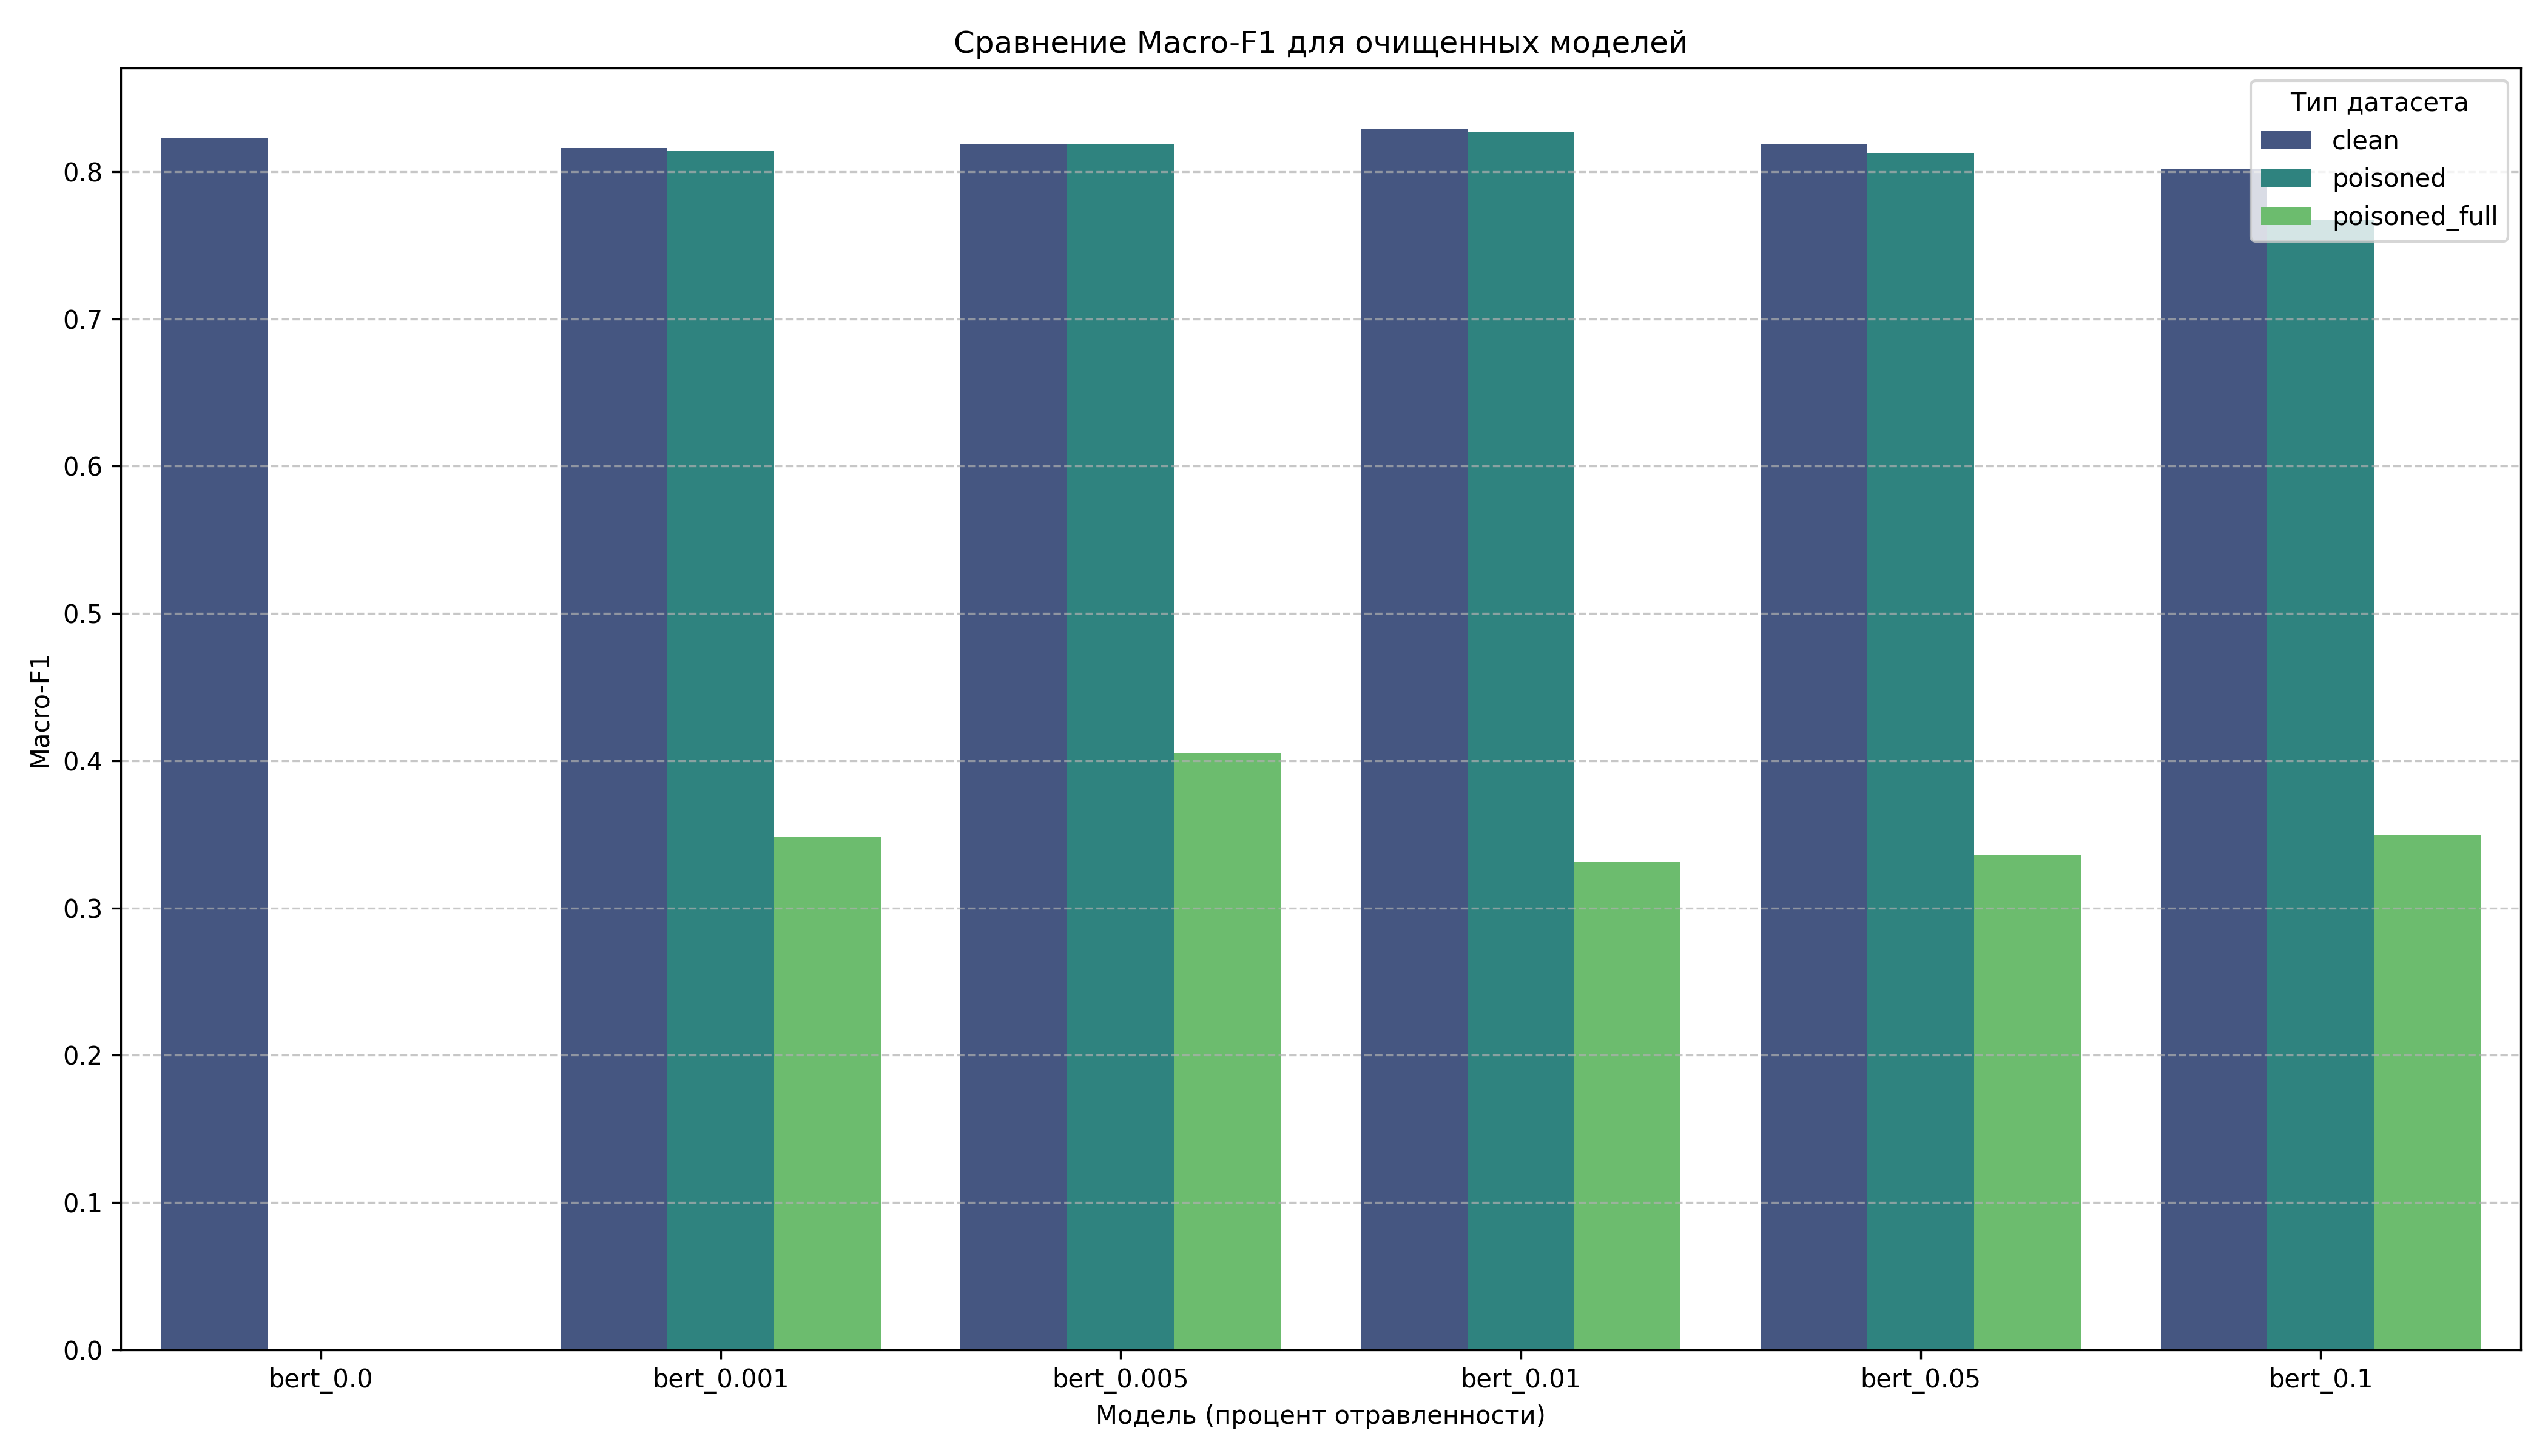 Сравнение Macro-F1 для очищенных моделей
Тип датасета
clean
poisoned
poisoned_full
Macro-F1
0.8
0.7
0.6
0.5
0.4
0.3
0.2
0.1
0.0
bert_0.0
bert_0.001
bert_0.005
bert_0.01
bert_0.05
bert_0.1
Модель (процент отравленности)